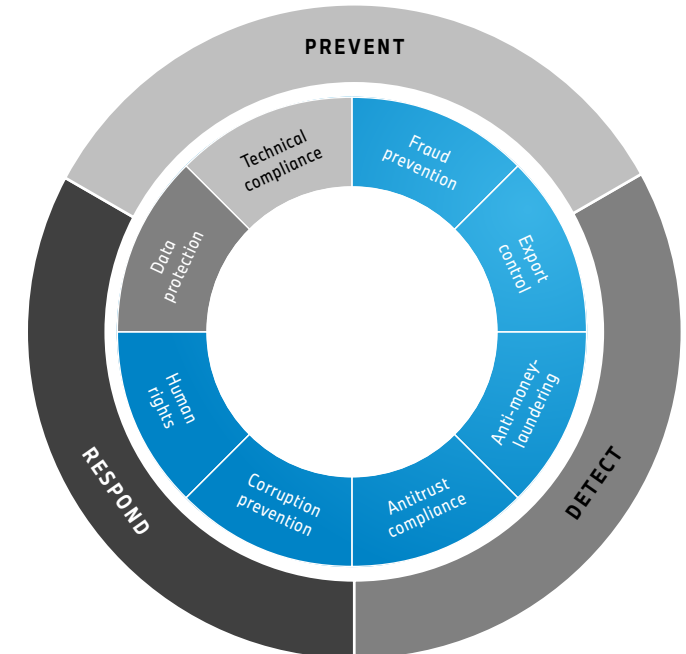 PREVENT
Technical
compliance
Fraud
prevention
Export
control
Data
protection
Anti-money-
laundering
Human
rights
Corruption
prevention
Antitrust
compliance
RESPOND
DETECT